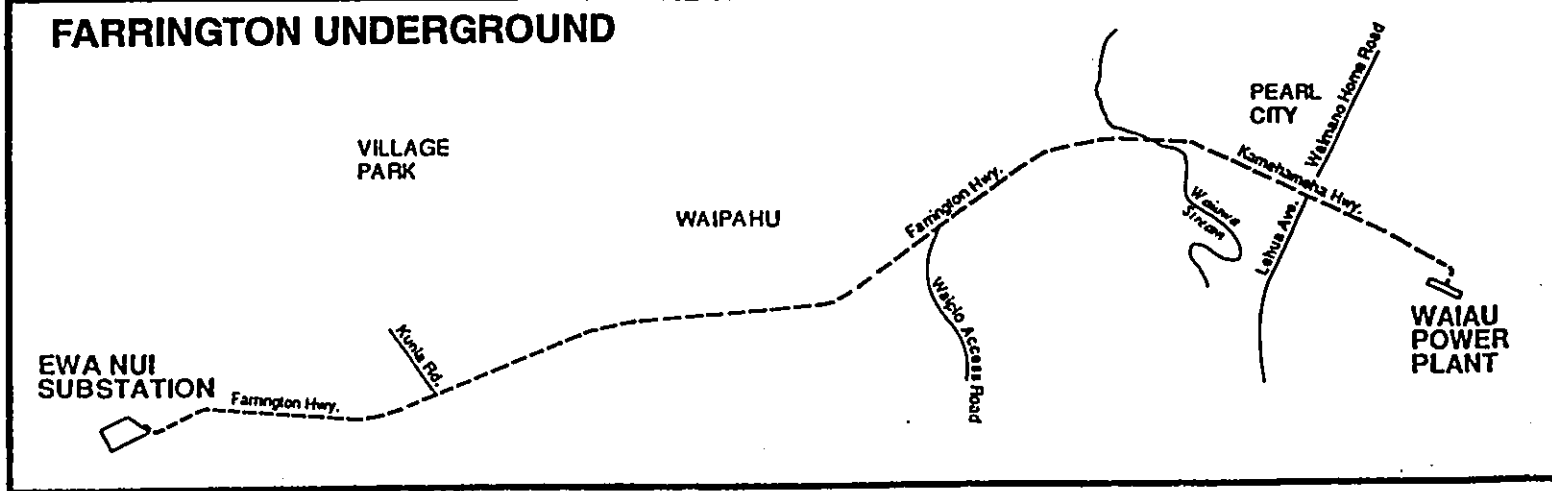 FARRINGTON UNDERGROUND
VILLAGE
PARK
WAIPAHU
PEARL
CITY
Waimano Home Road
Kamehameha Hwy.
Farrington Hwy.
Waiawa
Stream
Lehua Ave.
Waipio Access Road
WAIAU
POWER
PLANT
Kunia Rd.
EWA NUI
SUBSTATION
Farrington Hwy.